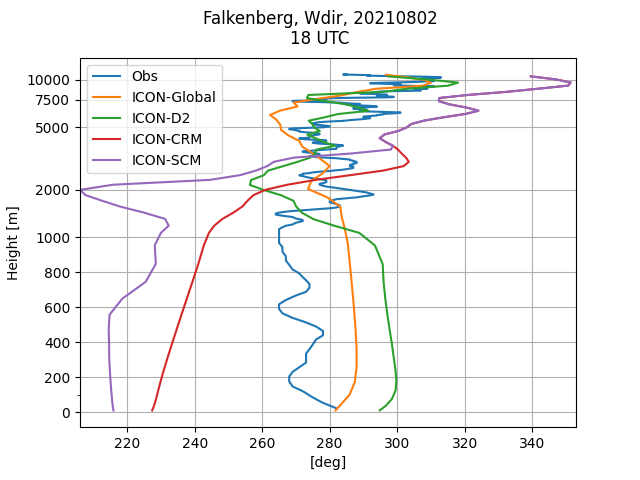 Falkenberg, Wdir, 20210802
18 UTC
Obs
ICON-Global
ICON-D2
ICON-CRM
ICON-SCM
10000
7500
5000
2000
1000
800
600
400
200
0
Height [m]
220 240 260 280 300 320 340
[deg]